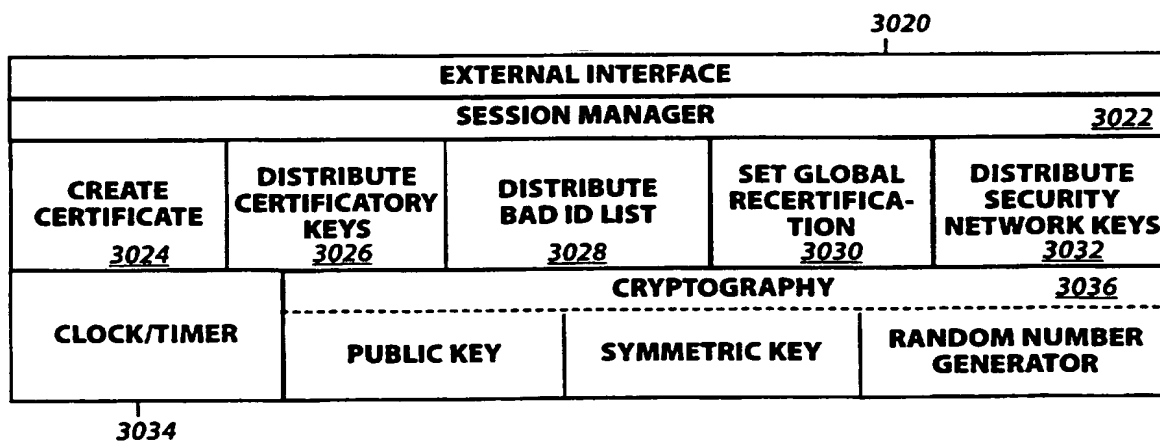 3020
EXTERNAL INTERFACE
SESSION MANAGER 3022
CREATE
CERTIFICATE
3024
DISTRIBUTE
CERTIFICATORY
KEYS
3026
DISTRIBUTE
BAD ID LIST
3028
SET GLOBAL
RECERTIFICA-
TION
3030
DISTRIBUTE
SECURITY
NETWORK KEYS
3032
CLOCK/TIMER
CRYPTOGRAPHY 3036
PUBLIC KEY
SYMMETRIC KEY
RANDOM NUMBER
GENERATOR
3034